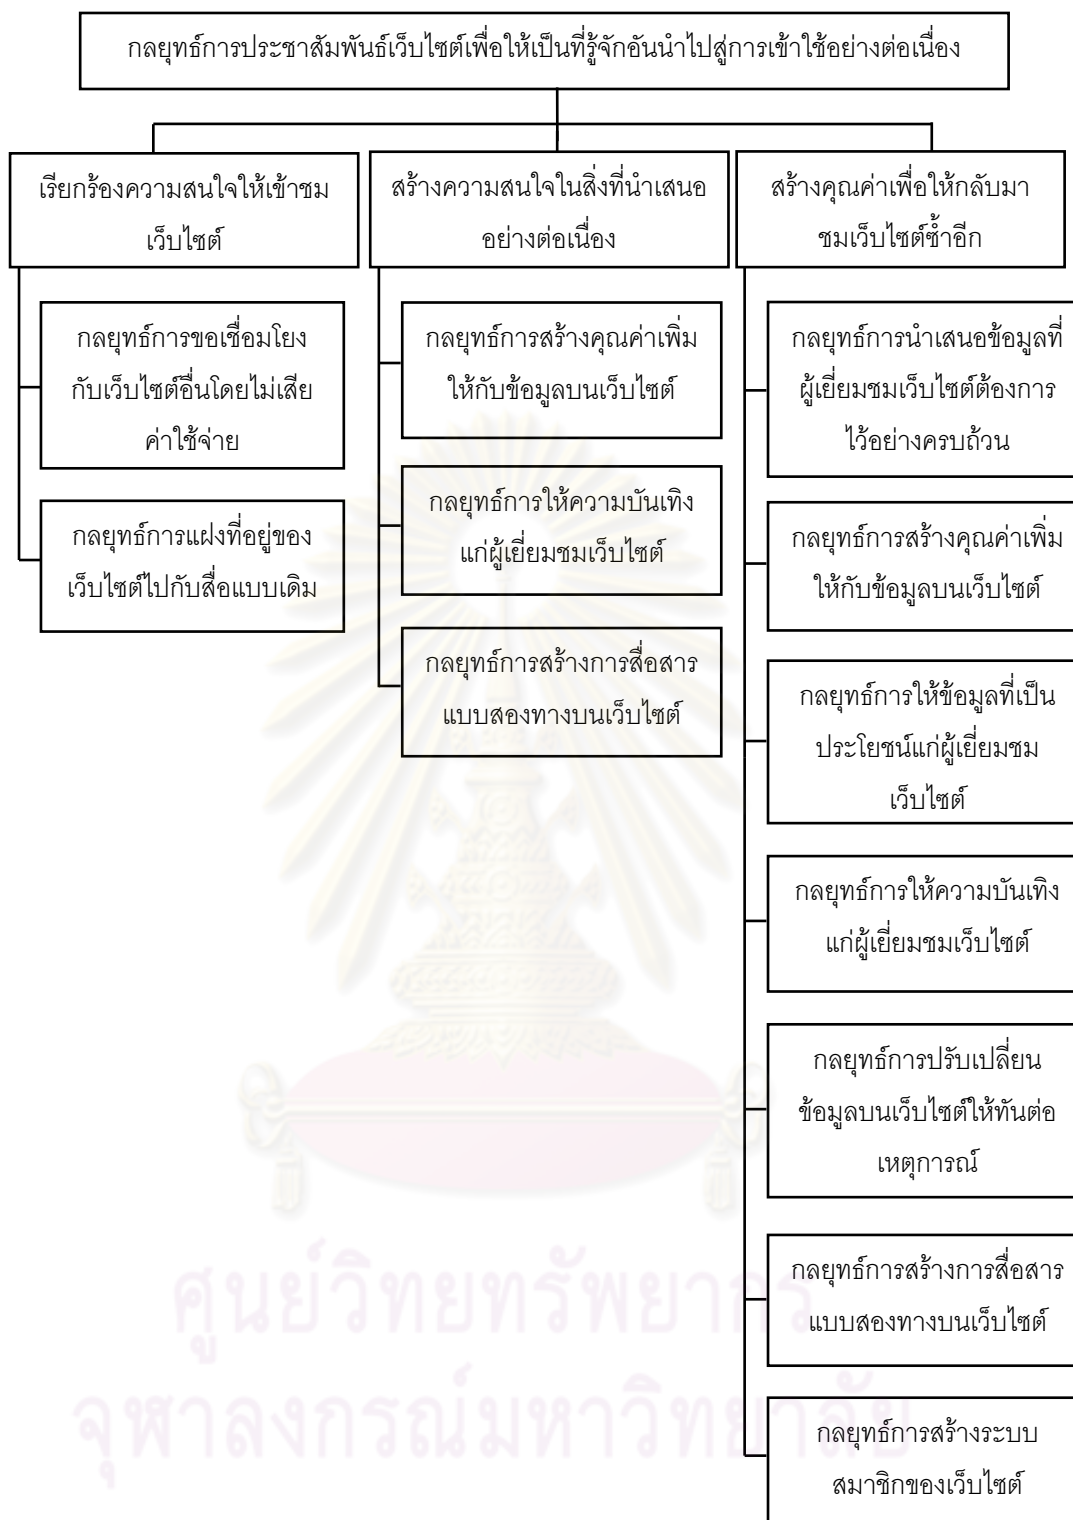 กลยุทธ์การประชาสัมพันธ์เว็บไซต์เพื่อให้เป็นที่รู้จักอันนำไปสู่การเข้าใช้อย่างต่อเนื่อง
เรียกร้องความสนใจให้เข้าชม
เว็บไซต์
กลยุทธ์การขอเชื่อมโยง
กับเว็บไซต์อื่นโดยไม่เสีย
ค่าใช้จ่าย
กลยุทธ์การแฝงที่อยู่ของ
เว็บไซต์ไปกับสื่อแบบเดิม
สร้างความสนใจในสิ่งที่นำเสนอ
อย่างต่อเนื่อง
กลยุทธ์การสร้างคุณค่าเพิ่ม
ให้กับข้อมูลบนเว็บไซต์
กลยุทธ์การให้ความบันเทิง
แก่ผู้เยี่ยมชมเว็บไซต์
กลยุทธ์การสร้างการสื่อสาร
แบบสองทางบนเว็บไซต์
สร้างคุณค่าเพื่อให้กลับมา
ชมเว็บไซต์ซ้ำอีก
กลยุทธ์การนำเสนอข้อมูลที่
ผู้เยี่ยมชมเว็บไซต์ต้องการ
ไว้อย่างครบถ้วน
กลยุทธ์การสร้างคุณค่าเพิ่ม
ให้กับข้อมูลบนเว็บไซต์
กลยุทธ์การให้ข้อมูลที่เป็น
ประโยชน์แก่ผู้เยี่ยมชม
เว็บไซต์
กลยุทธ์การให้ความบันเทิง
แก่ผู้เยี่ยมชมเว็บไซต์
กลยุทธ์การปรับเปลี่ยน
ข้อมูลบนเว็บไซต์ให้ทันต่อ
เหตุการณ์
กลยุทธ์การสร้างการสื่อสาร
แบบสองทางบนเว็บไซต์
กลยุทธ์การสร้างระบบ
สมาชิกของเว็บไซต์
ศูนย์วิทยทรัพยากร
จุฬาลงกรณ์มหาวิทยาลัย